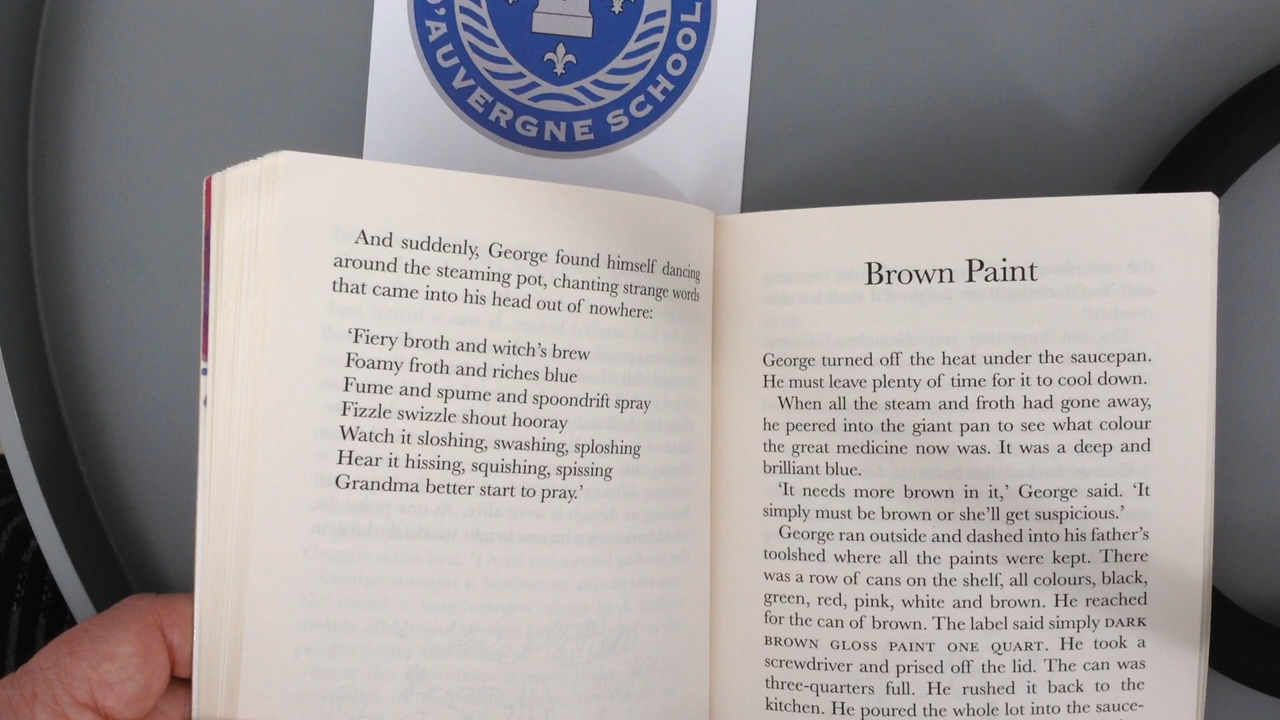 D'AUVERGNE SCHOOL
And suddenly, George found himself dancing
around the steaming pot, chanting strange words
that came into his head out of nowhere:
'Fiery broth and witch's brew
Foamy froth and riches blue
Fume and spume and spoondrift spray
Fizzle swizzle shout hooray
Watch it sloshing, swashing, sploshing
Hear it hissing, squishing, spissing
Grandma better start to pray.'
Brown Paint
George turned off the heat under the saucepan.
He must leave plenty of time for it to cool down.
When all the steam and froth had gone away,
he peered into the giant pan to see what colour
the great medicine now was. It was a deep and
brilliant blue.
'It needs more brown in it,' George said. 'It
simply must be brown or she'll get suspicious.'
George ran outside and dashed into his father's
toolshed where all the paints were kept. There
was a row of cans on the shelf, all colours, black,
green, red, pink, white and brown. He reached
for the can of brown. The label said simply DARK
BROWN GLOSS PAINT ONE QUART. He took a
screwdriver and prised off the lid. The can was
three-quarters full. He rushed it back to the
kitchen. He poured the whole lot into the sauce-